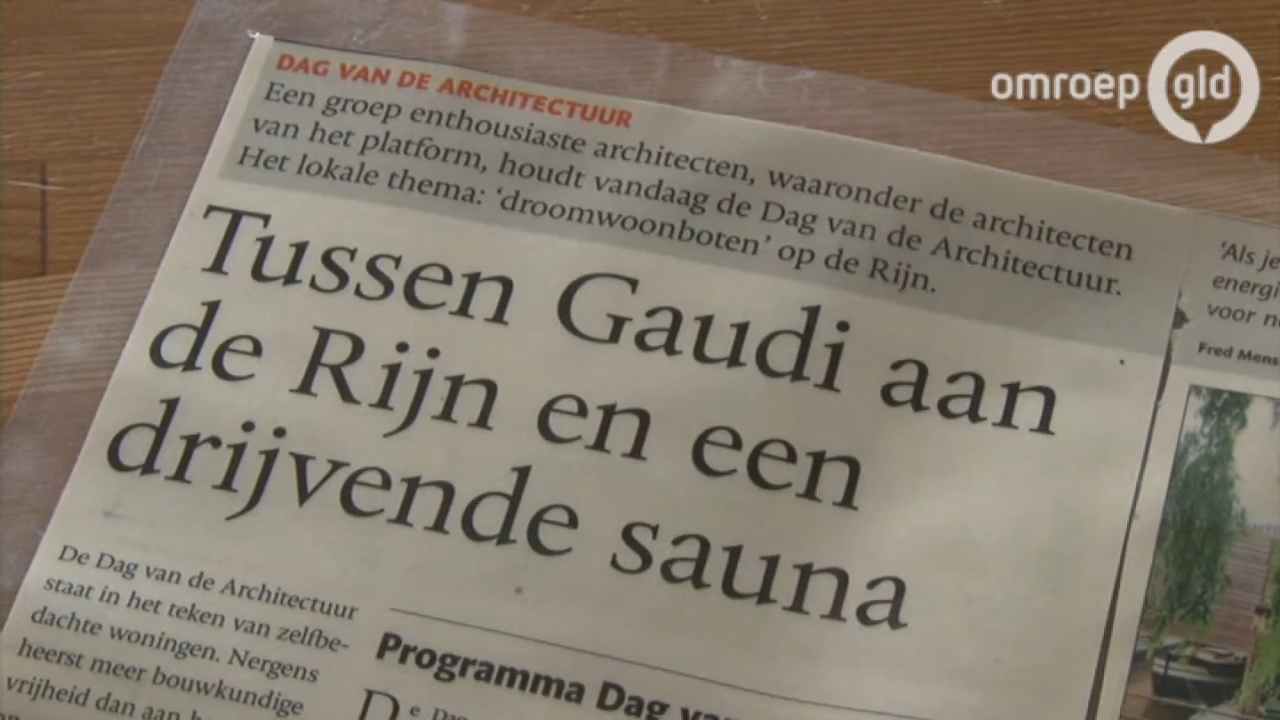 omroep gld
DAG VAN DE ARCHITECTUUR
Een groep enthousiaste architecten, waaronder de architecten
van het platform, houdt vandaag de Dag van de Architectuur.
Het lokale thema: ‘droomwoonboten’ op de Rijn.
Tussen Gaudi aan
de Rijn en een
drijvende sauna
De Dag van de Architectuur
staat in het teken van zelfbe-
dachte woningen. Nergens
heerst meer bouwkundige
vrijheid dan aan
Programma Dag
De Dag
‘Als je
voor
Fred